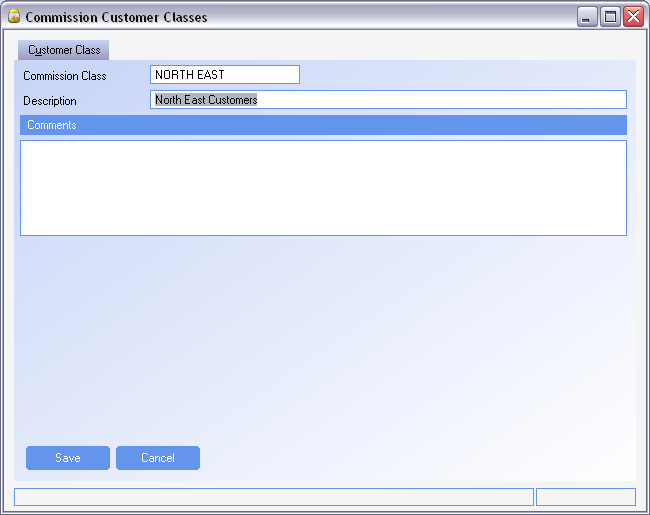 Commission Customer Classes
Customer Class
Commission Class NORTH EAST
Description North East Customers
Comments
Save Cancel